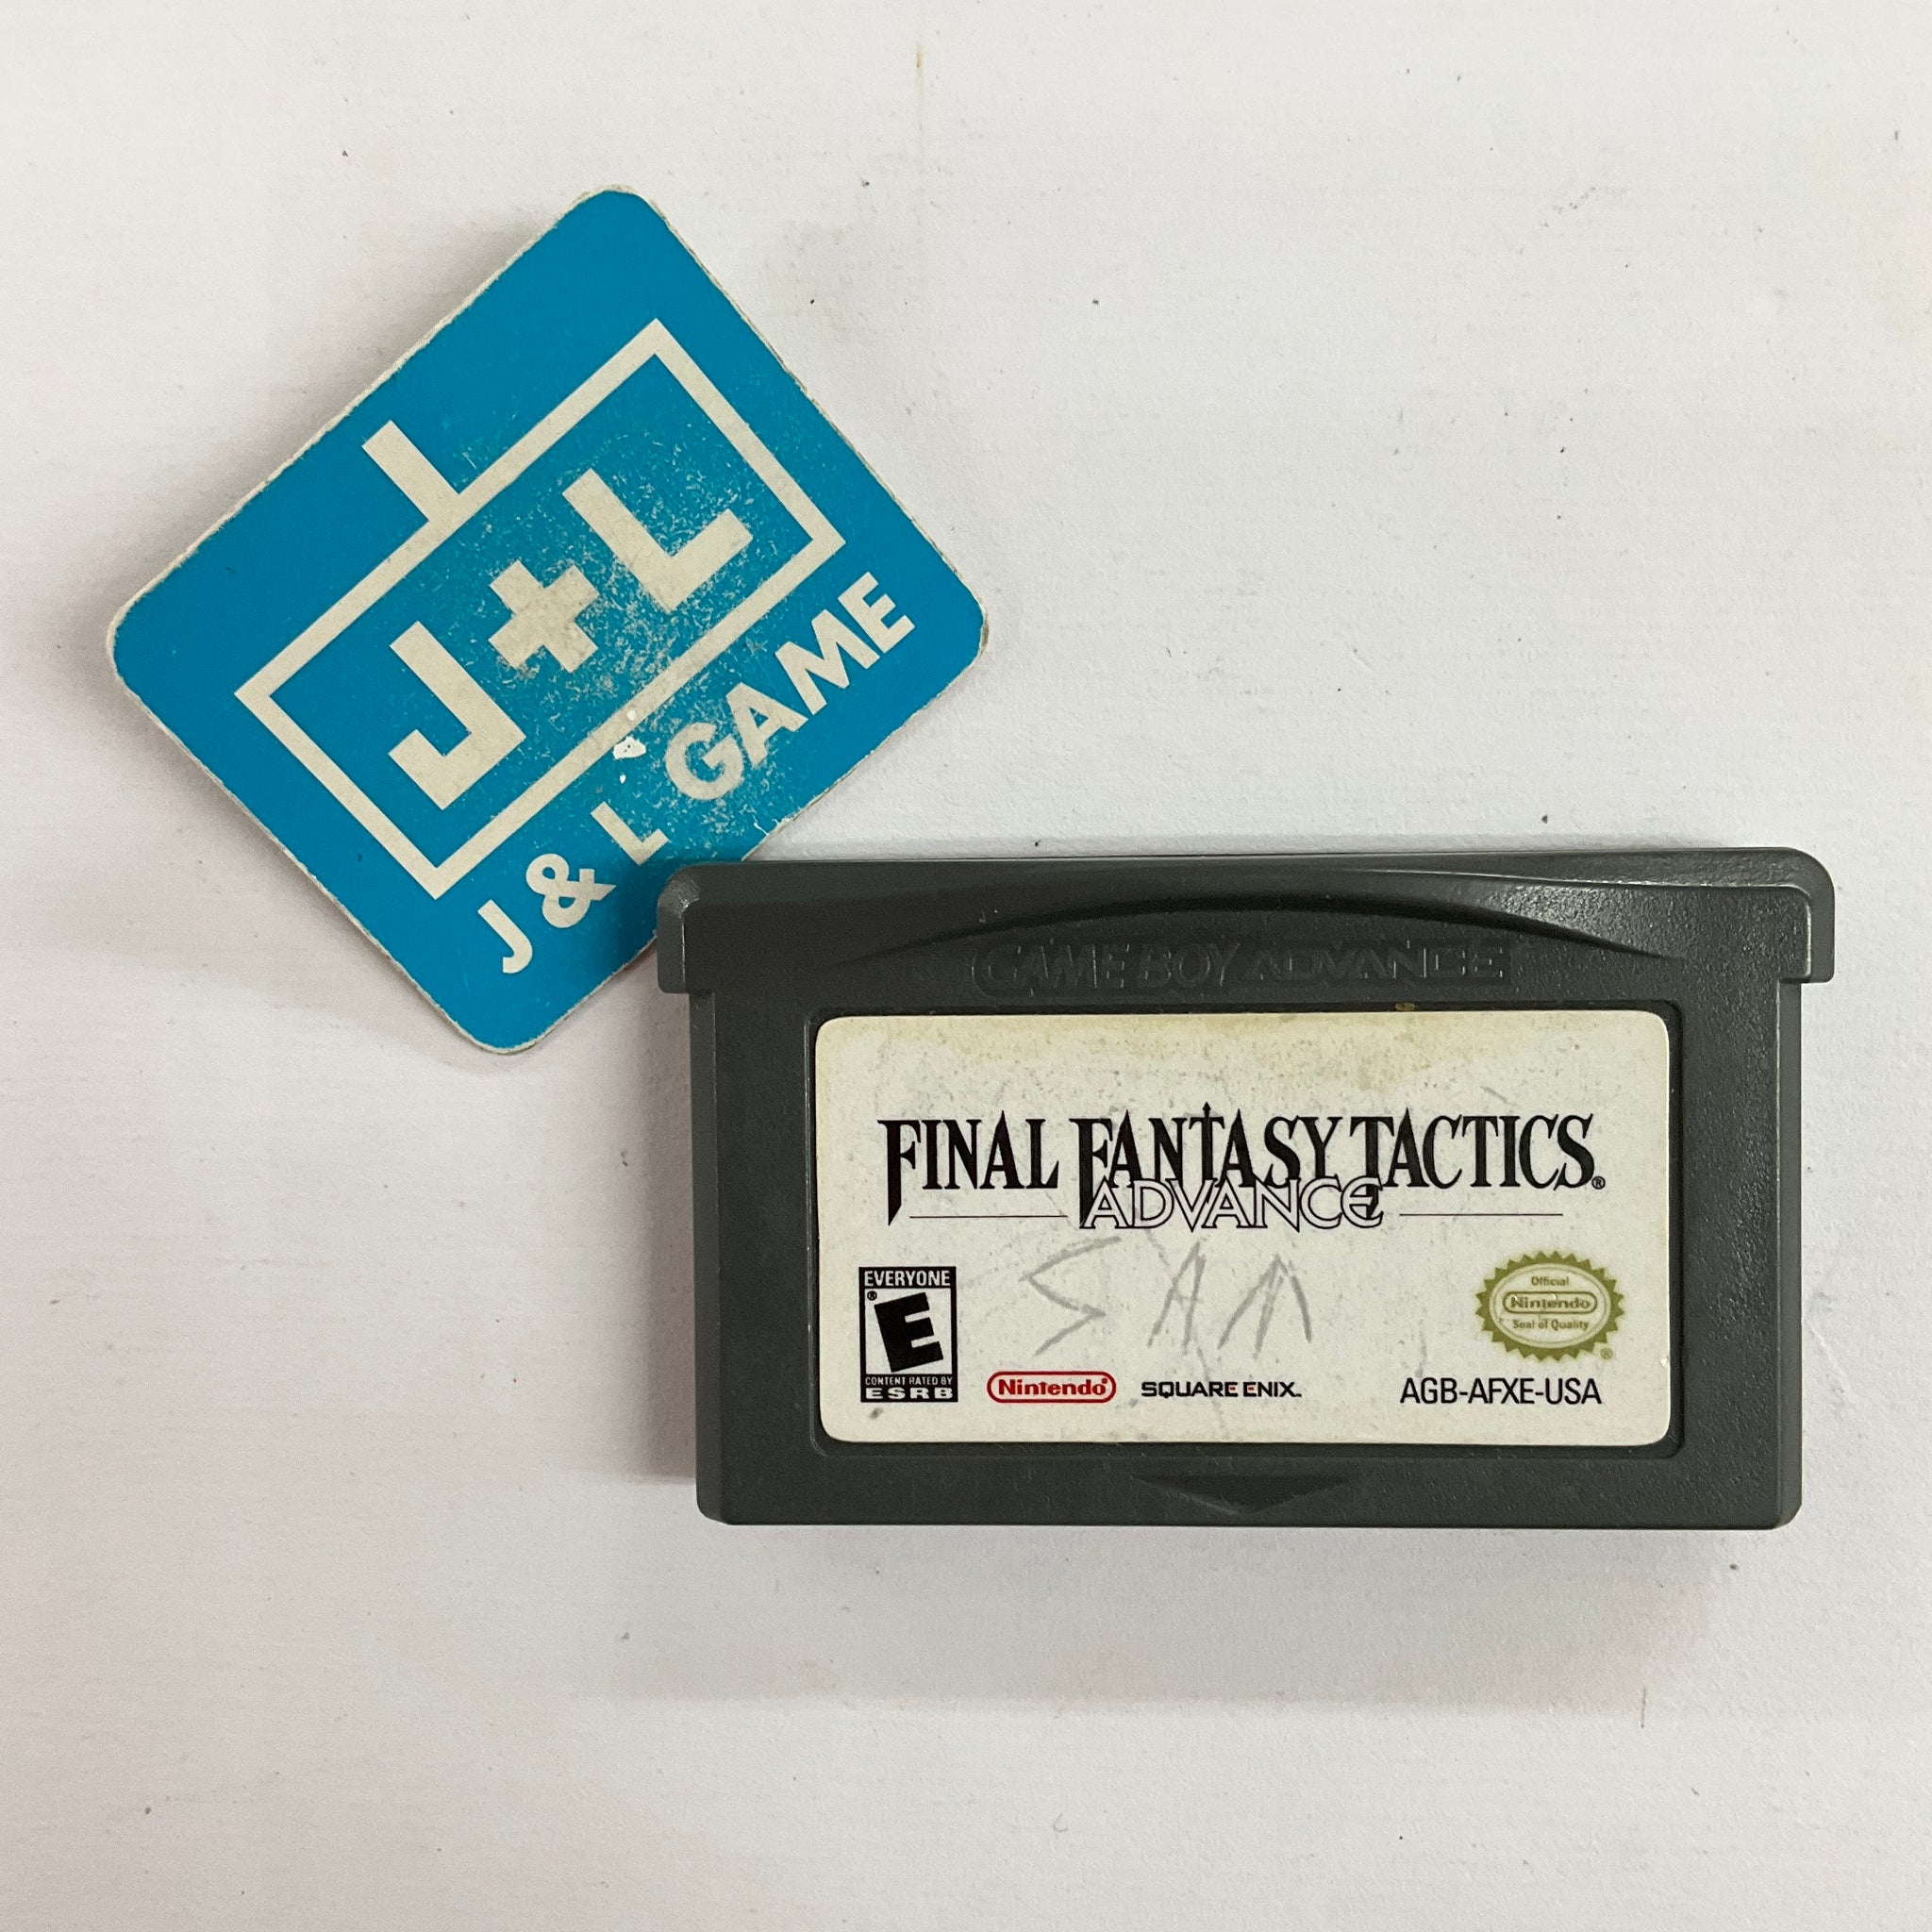 J+L
J & L GAME
GAME BOY ADVANCE
FINAL FANTASY TACTICS®
ADVANCE
SAM
EVERYONE
E®
CONTENT RATED BY
ESRB
Nintendo®
SQUARE ENIX™
Official
Nintendo
Seal of Quality®
AGB-AFXE-USA